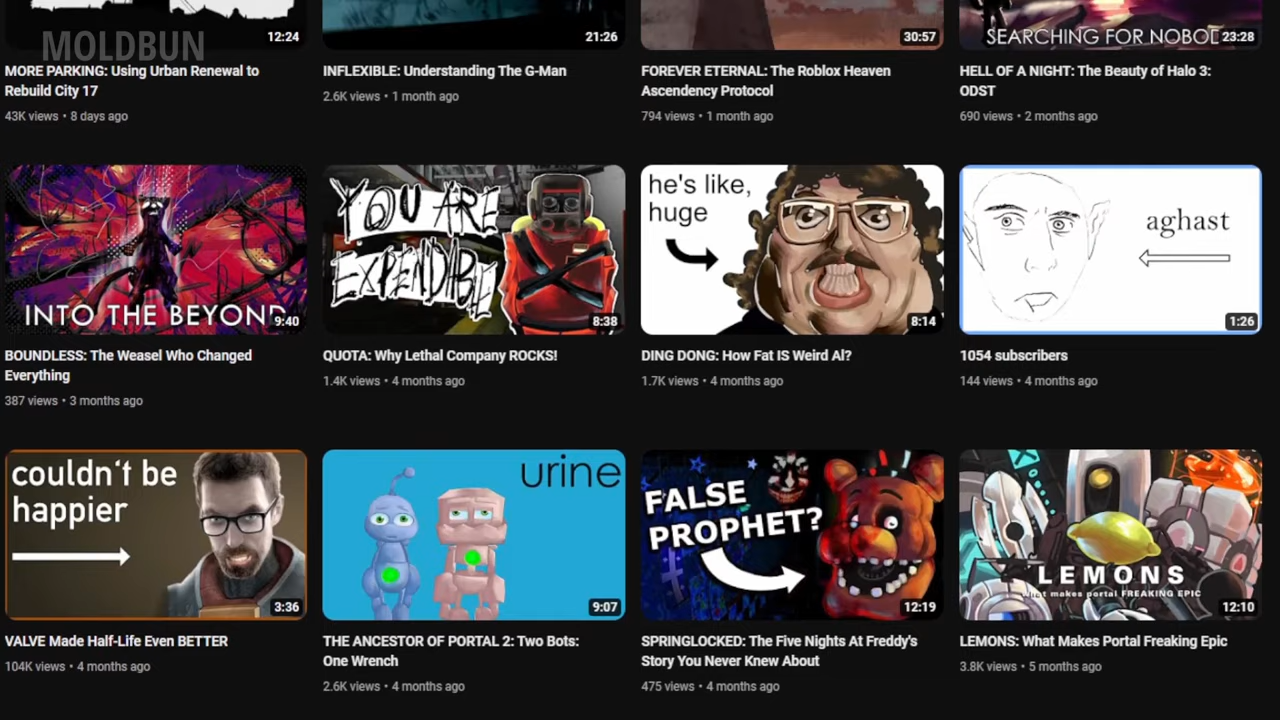 MOLDBUN
12:24
21:26
30:57
SEARCHING FOR NOBOD
23:28
MORE PARKING: Using Urban Renewal to
Rebuild City 17
43K views • 8 days ago
INFLEXIBLE: Understanding The G-Man
2.6K views • 1 month ago
FOREVER ETERNAL: The Roblox Heaven
Ascendency Protocol
794 views • 1 month ago
HELL OF A NIGHT: The Beauty of Halo 3:
ODST
690 views • 2 months ago
INTO THE BEYOND
9:40
YOU ARE
EXPENDABLE
8:38
he's like,
huge
8:14
aghast
1:26
BOUNDLESS: The Weasel Who Changed
Everything
387 views • 3 months ago
QUOTA: Why Lethal Company ROCKS!
1.4K views • 4 months ago
DING DONG: How Fat IS Weird Al?
1.7K views • 4 months ago
1054 subscribers
144 views • 4 months ago
couldn't be
happier
3:36
urine
9:07
FALSE
PROPHET?
12:19
LEMONS
what makes portal FREAKING EPIC
12:10
VALVE Made Half-Life Even BETTER
104K views • 4 months ago
THE ANCESTOR OF PORTAL 2: Two Bots:
One Wrench
2.6K views • 4 months ago
SPRINGLOCKED: The Five Nights At Freddy's
Story You Never Knew About
475 views • 4 months ago
LEMONS: What Makes Portal Freaking Epic
3.8K views • 5 months ago